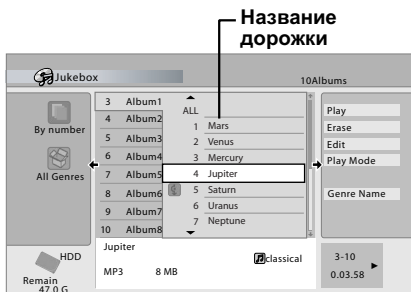 Название
дорожки
Jukebox
10Albums
By number
All Genres
3 Album1
4 Album2
5 Album3
6 Album4
7 Album5
8 Album6
9 Album7
10 Album8
ALL
1 Mars
2 Venus
3 Mercury
4 Jupiter
5 Saturn
6 Uranus
7 Neptune
Play
Erase
Edit
Play Mode
Genre Name
HDD
Remain
47.0 G
Jupiter
classical
MP3 8 MB
3-10
0.03.58